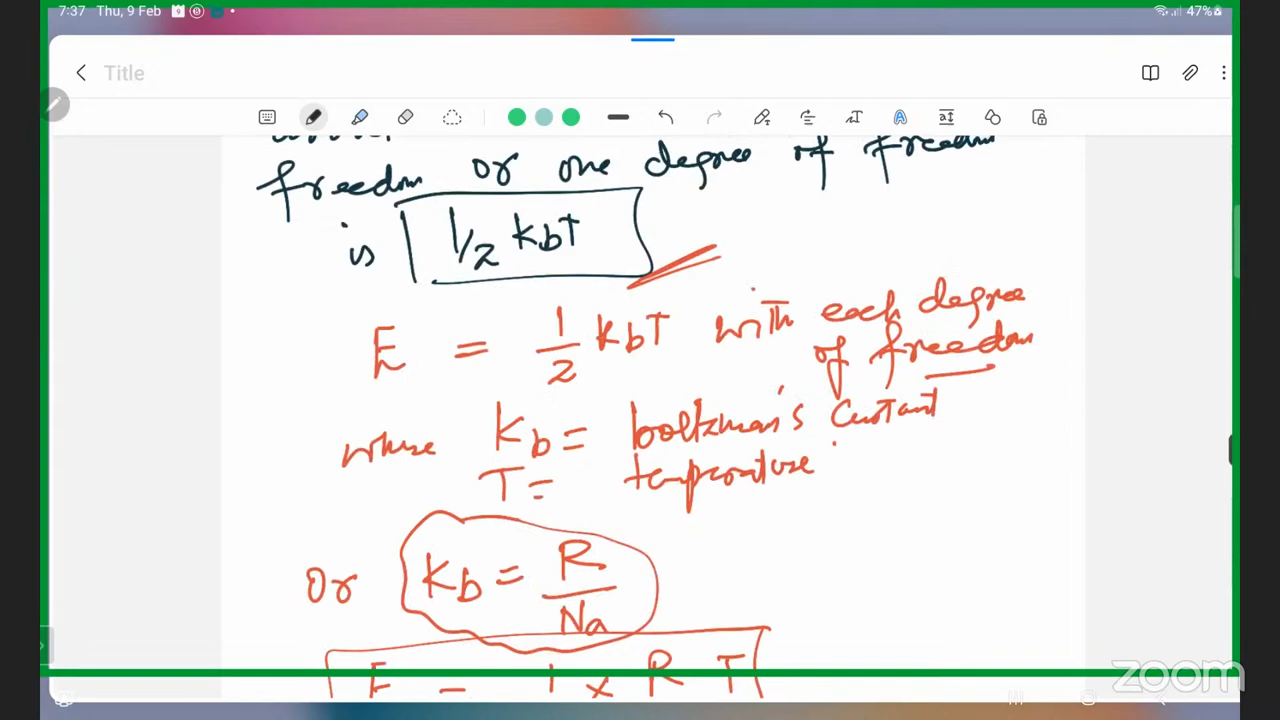 7:37 Thu, 9 Feb
47%
Title
freedom or one degree of freedom
is 1/2 KbT
E = 1/2 KbT with each degree
of freedom
where Kb = boltzman's constant
T = temperature
Or Kb = R/Na
E = 1 x R T
zoom